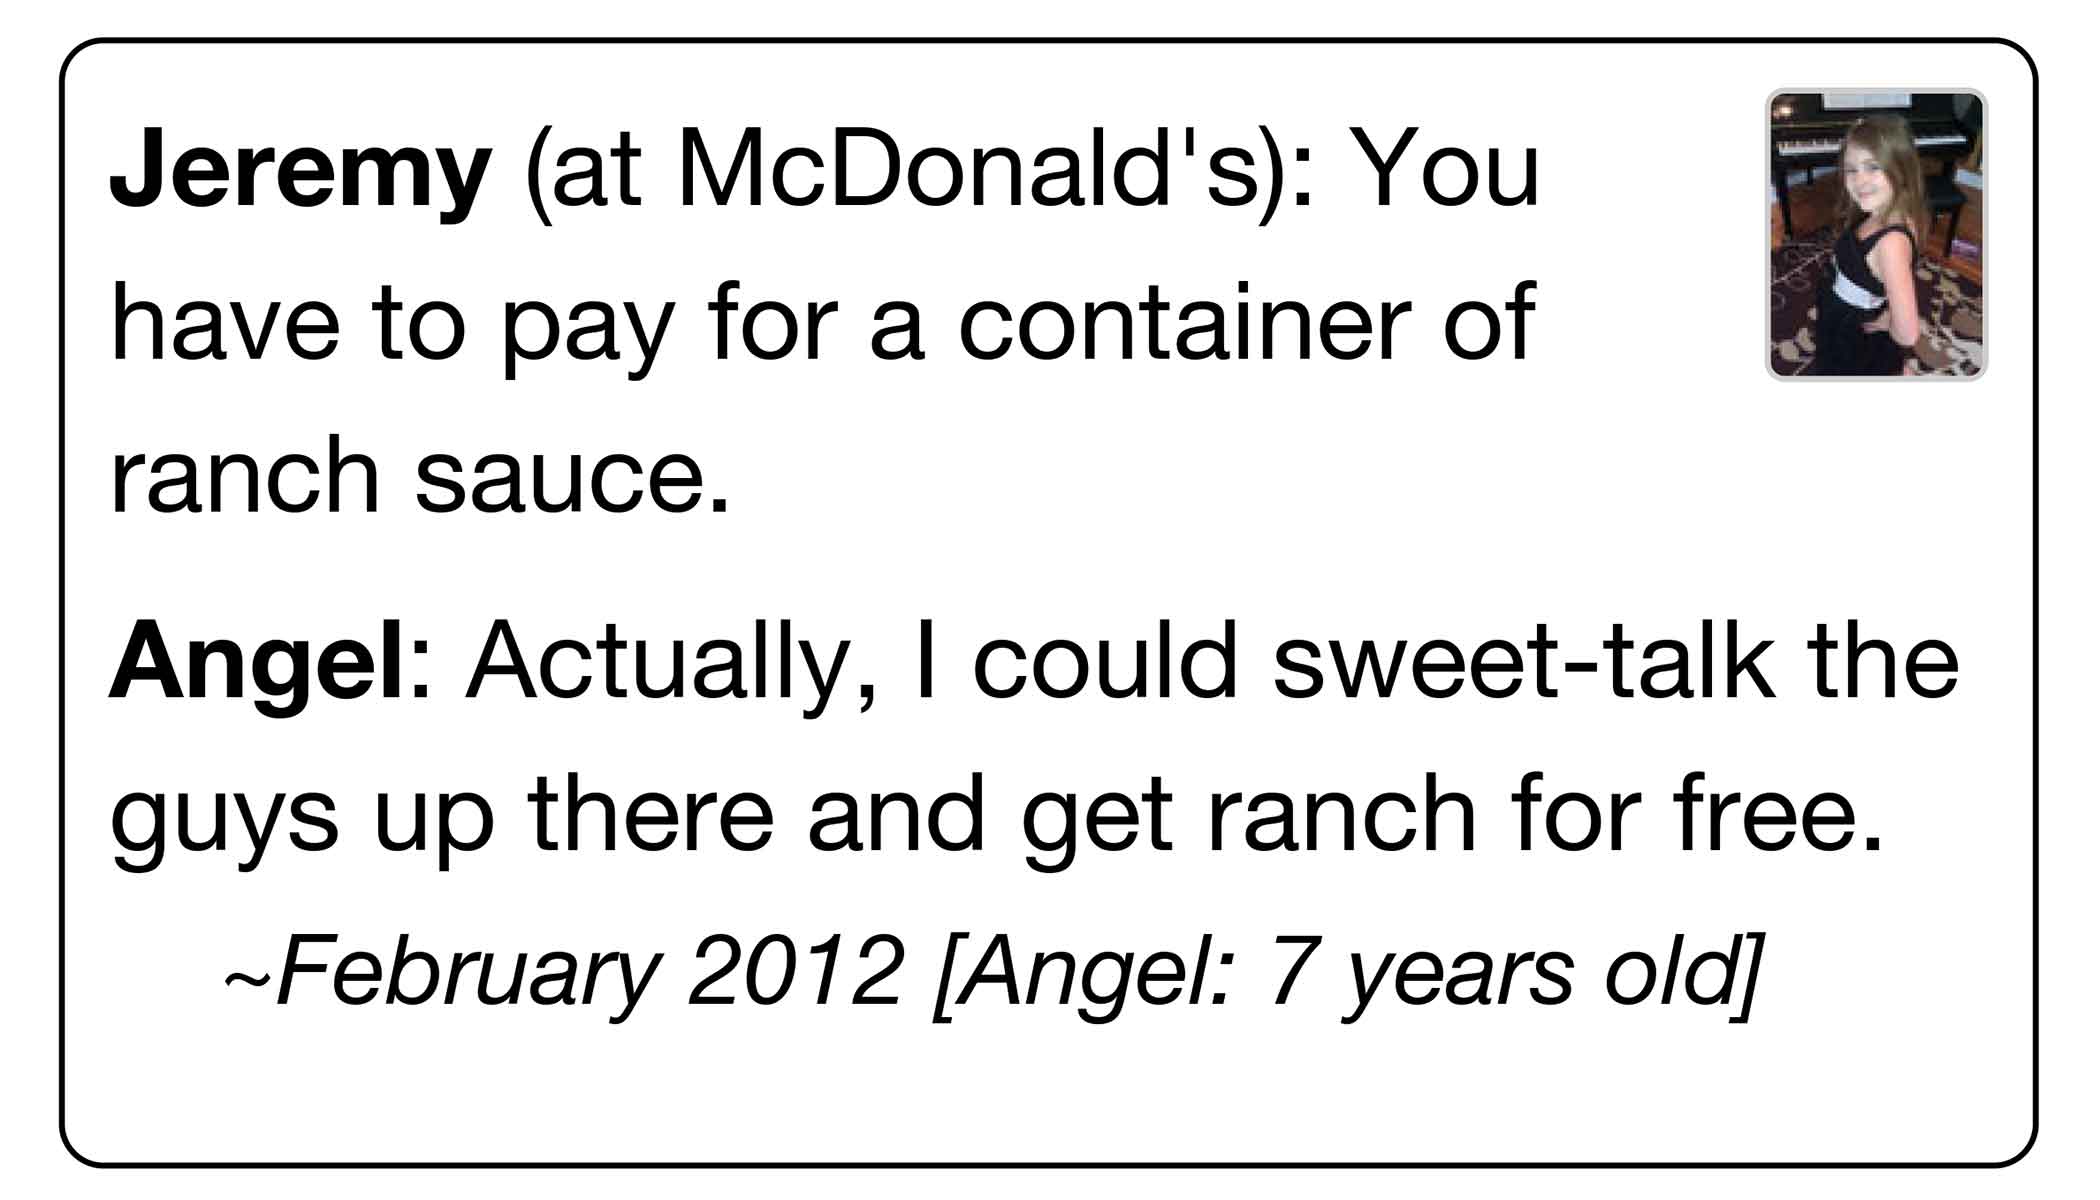 Jeremy (at McDonald's): You
have to pay for a container of
ranch sauce.
Angel: Actually, I could sweet-talk the
guys up there and get ranch for free.
~February 2012 [Angel: 7 years old]